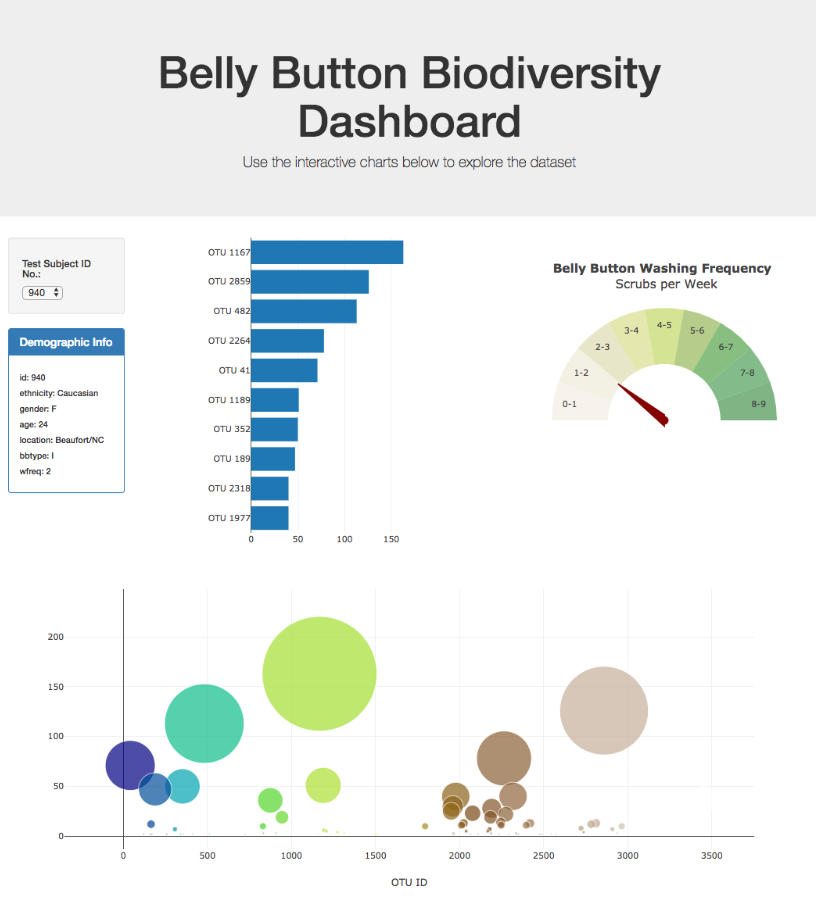 Belly Button Biodiversity
Dashboard
Use the interactive charts below to explore the dataset
Test Subject ID
No.:
940
Demographic Info
id: 940
ethnicity: Caucasian
gender: F
age: 24
location: Beaufort/NC
bbtype: I
wfreq: 2
OTU 1167
OTU 2859
OTU 482
OTU 2264
OTU 41
OTU 1189
OTU 352
OTU 189
OTU 2318
OTU 1977
0 50 100 150
Belly Button Washing Frequency
Scrubs per Week
0-1
1-2
2-3
3-4
4-5
5-6
6-7
7-8
8-9
200
150
100
50
0
0 500 1000 1500 2000 2500 3000 3500
OTU ID